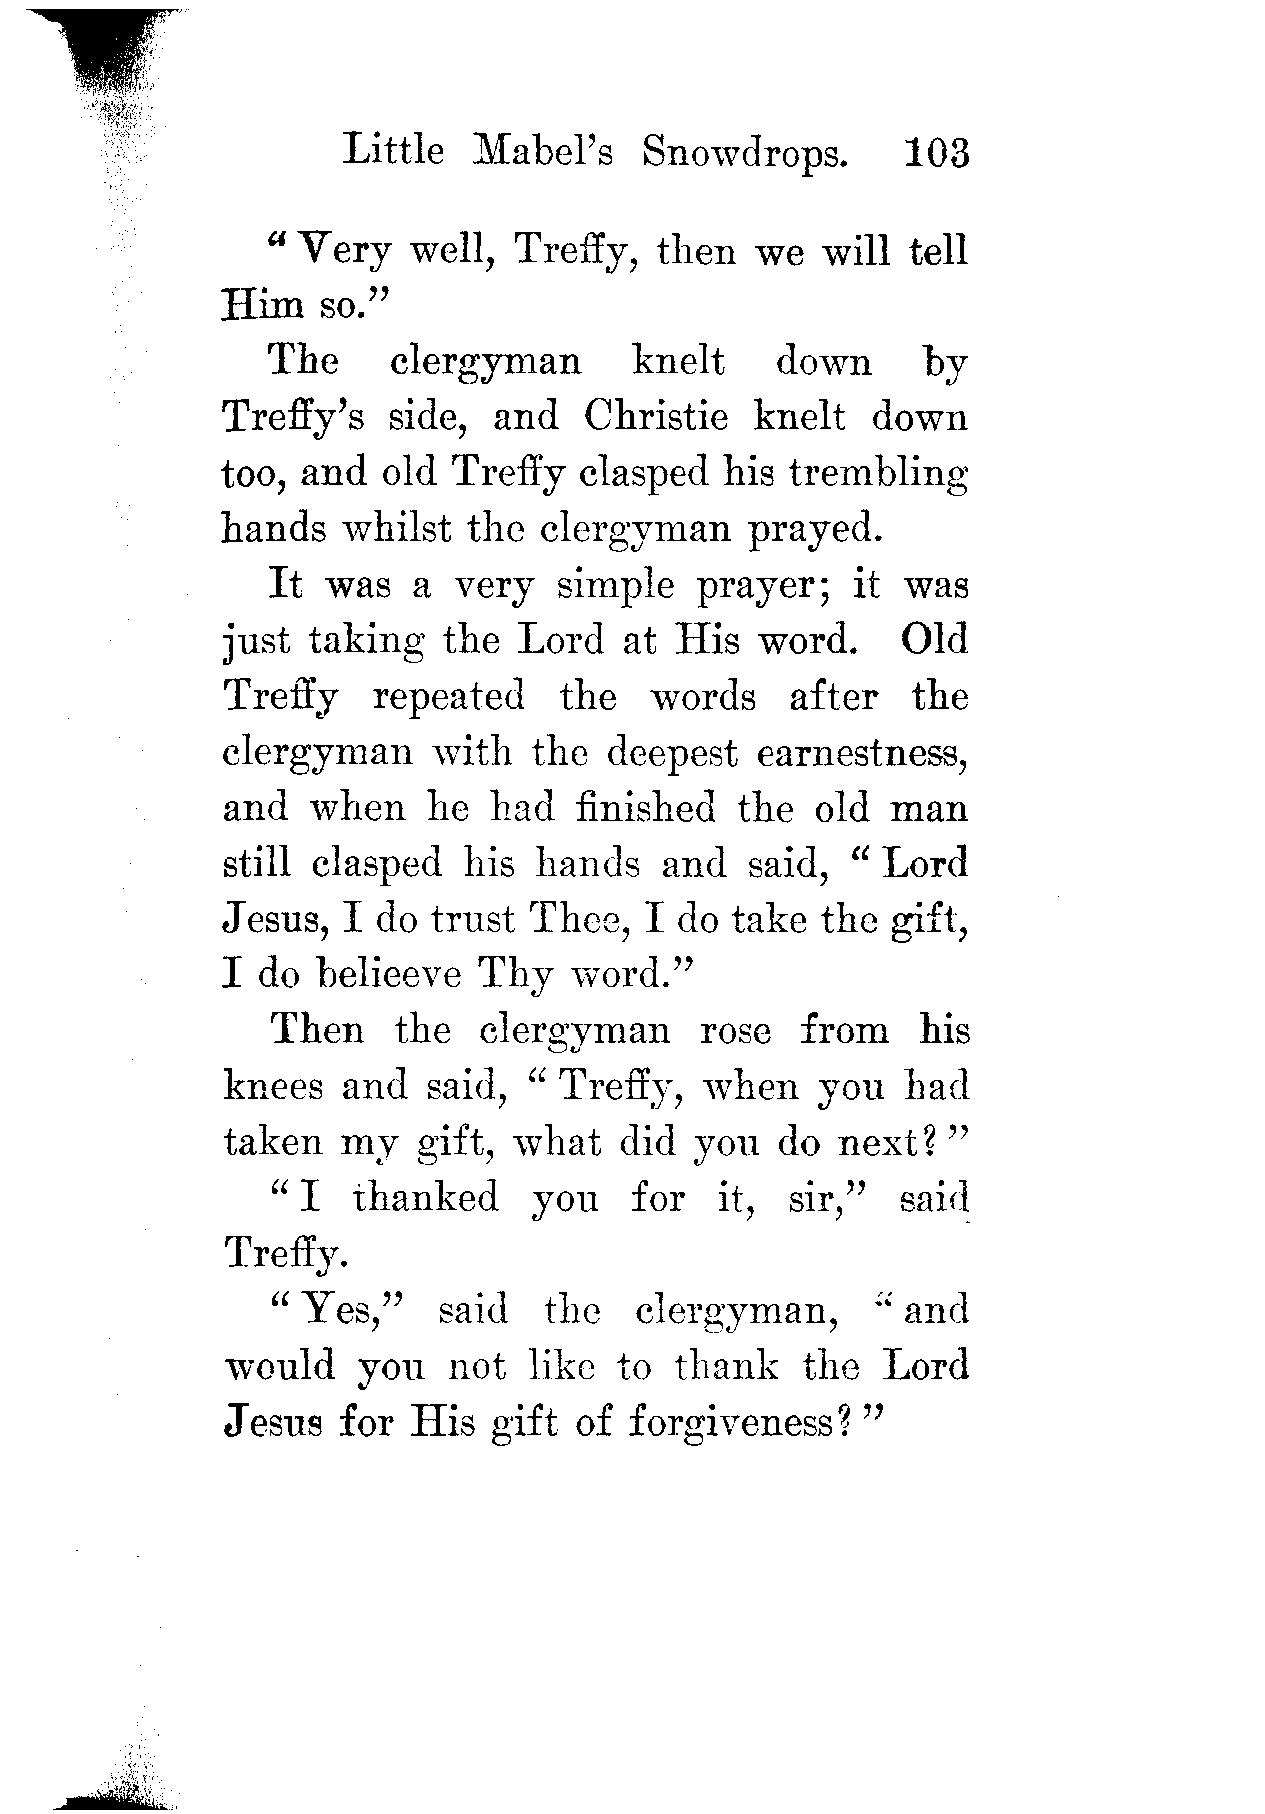 Little Mabel's Snowdrops. 103
"Very well, Treffy, then we will tell
Him so."
The clergyman knelt down by
Treffy's side, and Christie knelt down
too, and old Treffy clasped his trembling
hands whilst the clergyman prayed.
It was a very simple prayer; it was
just taking the Lord at His word. Old
Treffy repeated the words after the
clergyman with the deepest earnestness,
and when he had finished the old man
still clasped his hands and said, "Lord
Jesus, I do trust Thee, I do take the gift,
I do belieeve Thy word."
Then the clergyman rose from his
knees and said, "Treffy, when you had
taken my gift, what did you do next?"
"I thanked you for it, sir," said
Treffy.
"Yes," said the clergyman, "and
would you not like to thank the Lord
Jesus for His gift of forgiveness?"